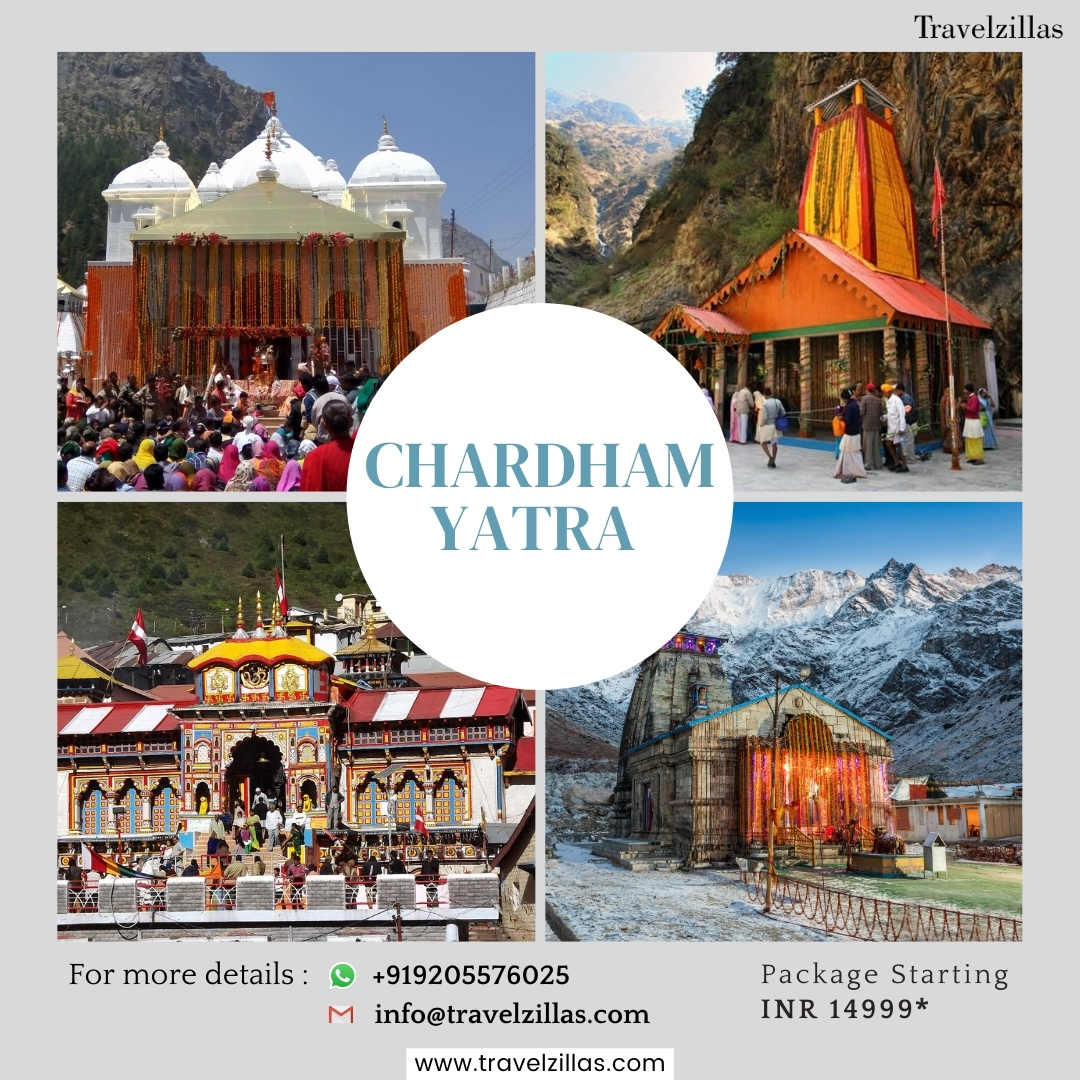 Travelzillas
CHARDHAM
YATRA
For more details : +919205576025
info@travelzillas.com
Package Starting
INR 14999*
www.travelzillas.com